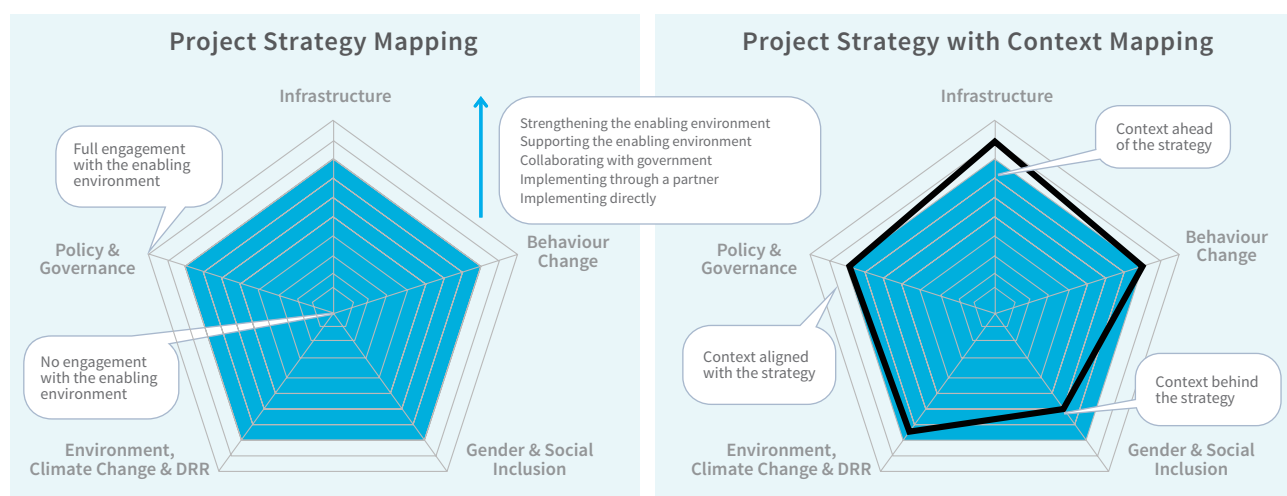 Project Strategy Mapping
Infrastructure
Full engagement
with the enabling
environment
Strengthening the enabling environment
Supporting the enabling environment
Collaborating with government
Implementing through a partner
Implementing directly
Policy &
Governance
Behaviour
Change
No engagement
with the enabling
environment
Environment,
Climate Change & DRR
Gender & Social
Inclusion
Project Strategy with Context Mapping
Infrastructure
Context ahead
of the strategy
Policy &
Governance
Behaviour
Change
Context aligned
with the strategy
Context behind
the strategy
Environment,
Climate Change & DRR
Gender & Social
Inclusion